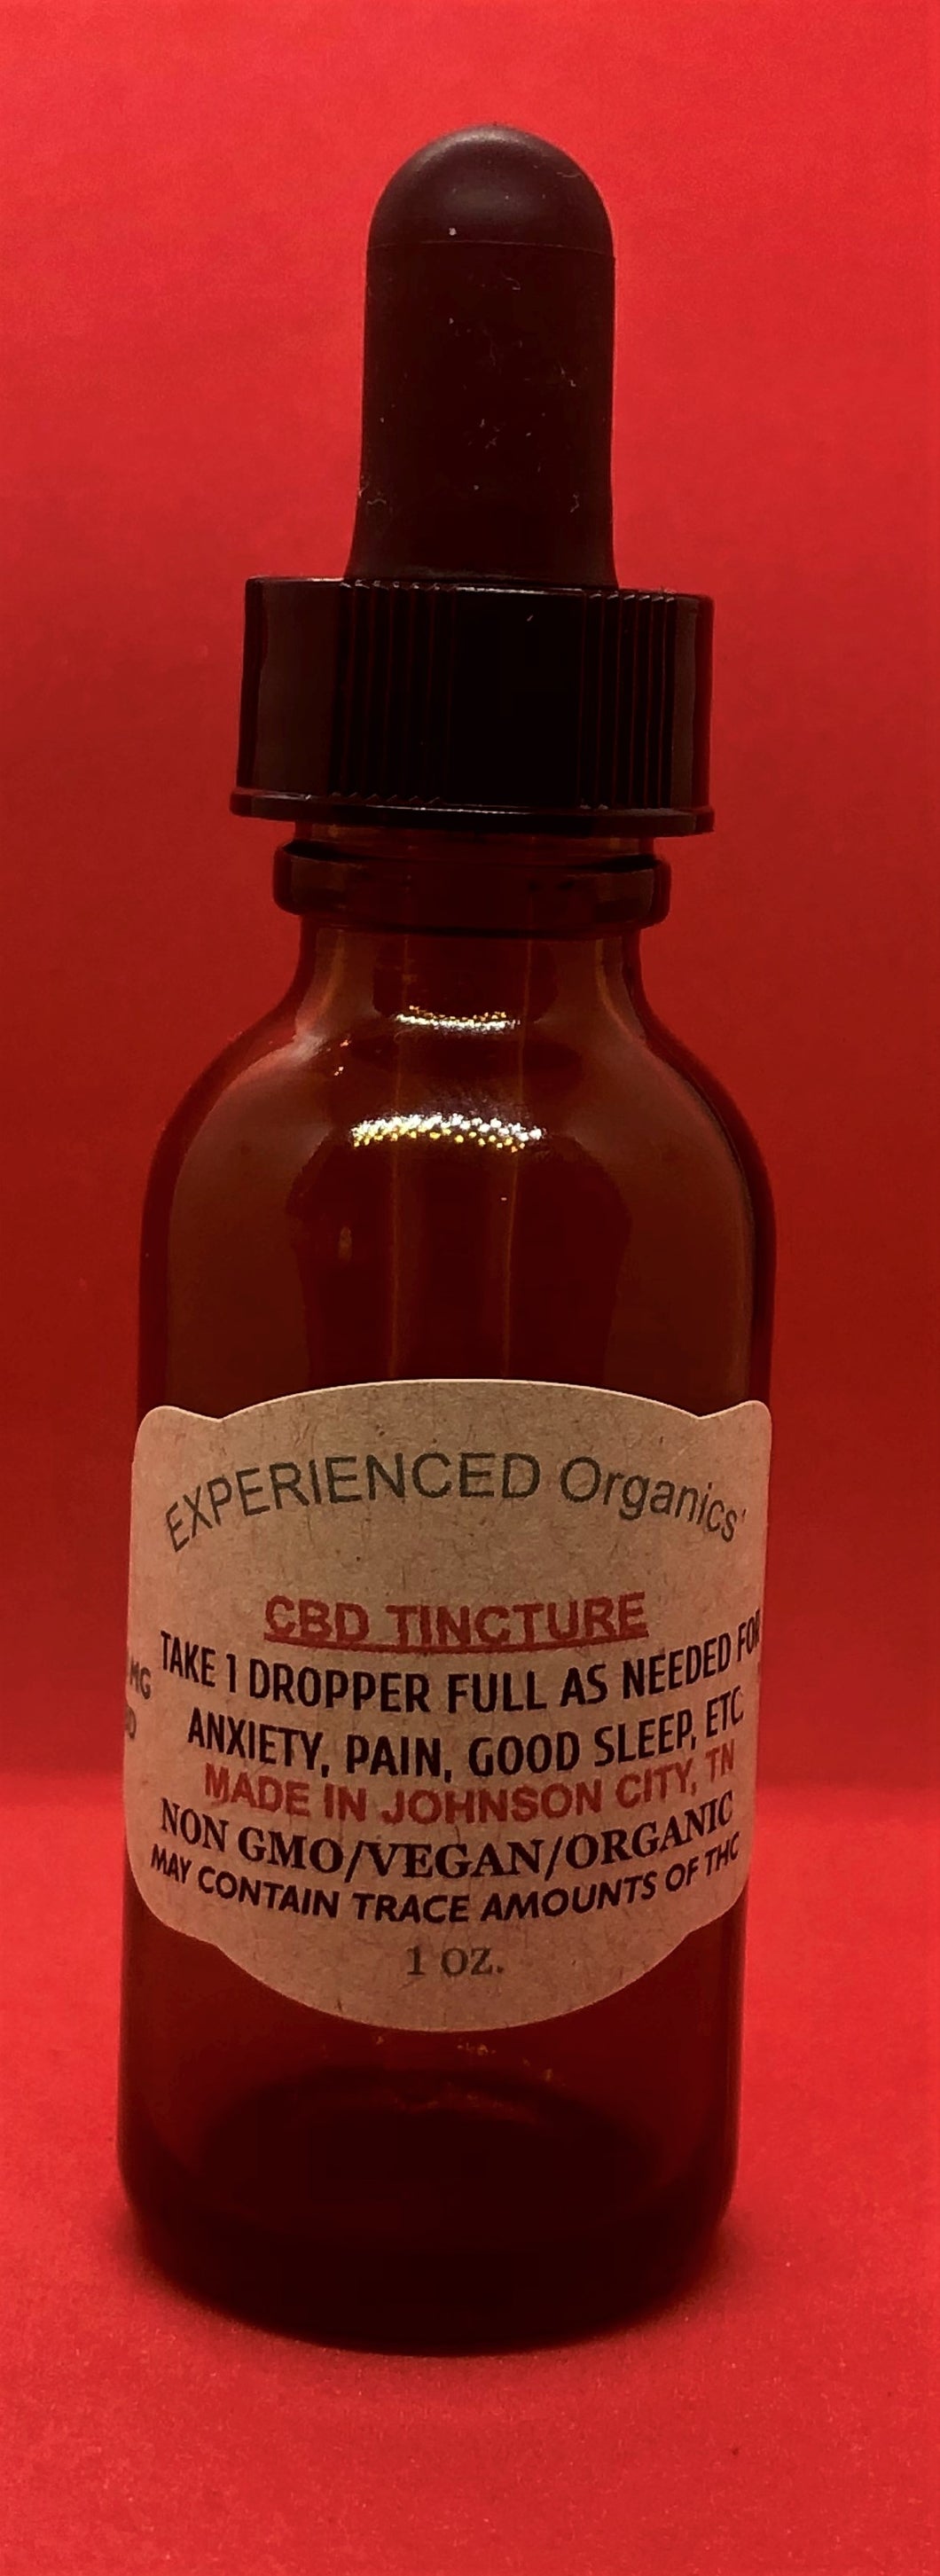 EXPERIENCED Organics'
CBD TINCTURE
TAKE 1 DROPPER FULL AS NEEDED FOR
ANXIETY, PAIN, GOOD SLEEP, ETC
MADE IN JOHNSON CITY, TN
NON GMO/VEGAN/ORGANIC
MAY CONTAIN TRACE AMOUNTS OF THC
1 OZ.
MG